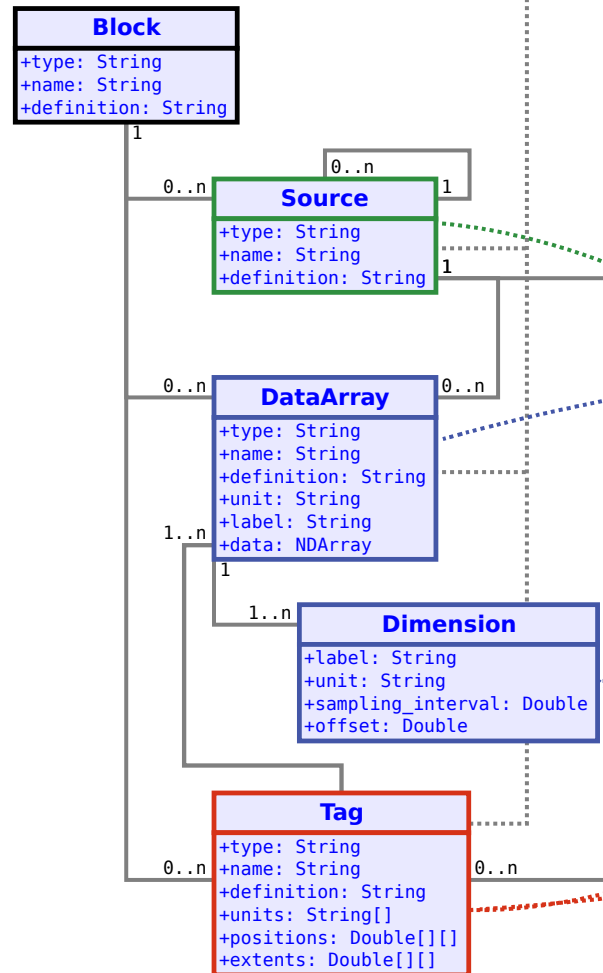 Block
+type: String
+name: String
+definition: String
1
0..n
0..n
1
Source
+type: String
+name: String
+definition: String
1
0..n
0..n
DataArray
+type: String
+name: String
+definition: String
+unit: String
+label: String
+data: NDArray
1..n
1
1..n
Dimension
+label: String
+unit: String
+sampling_interval: Double
+offset: Double
Tag
+type: String
+name: String
+definition: String
+units: String[]
+positions: Double[][]
+extents: Double[][]
0..n
0..n